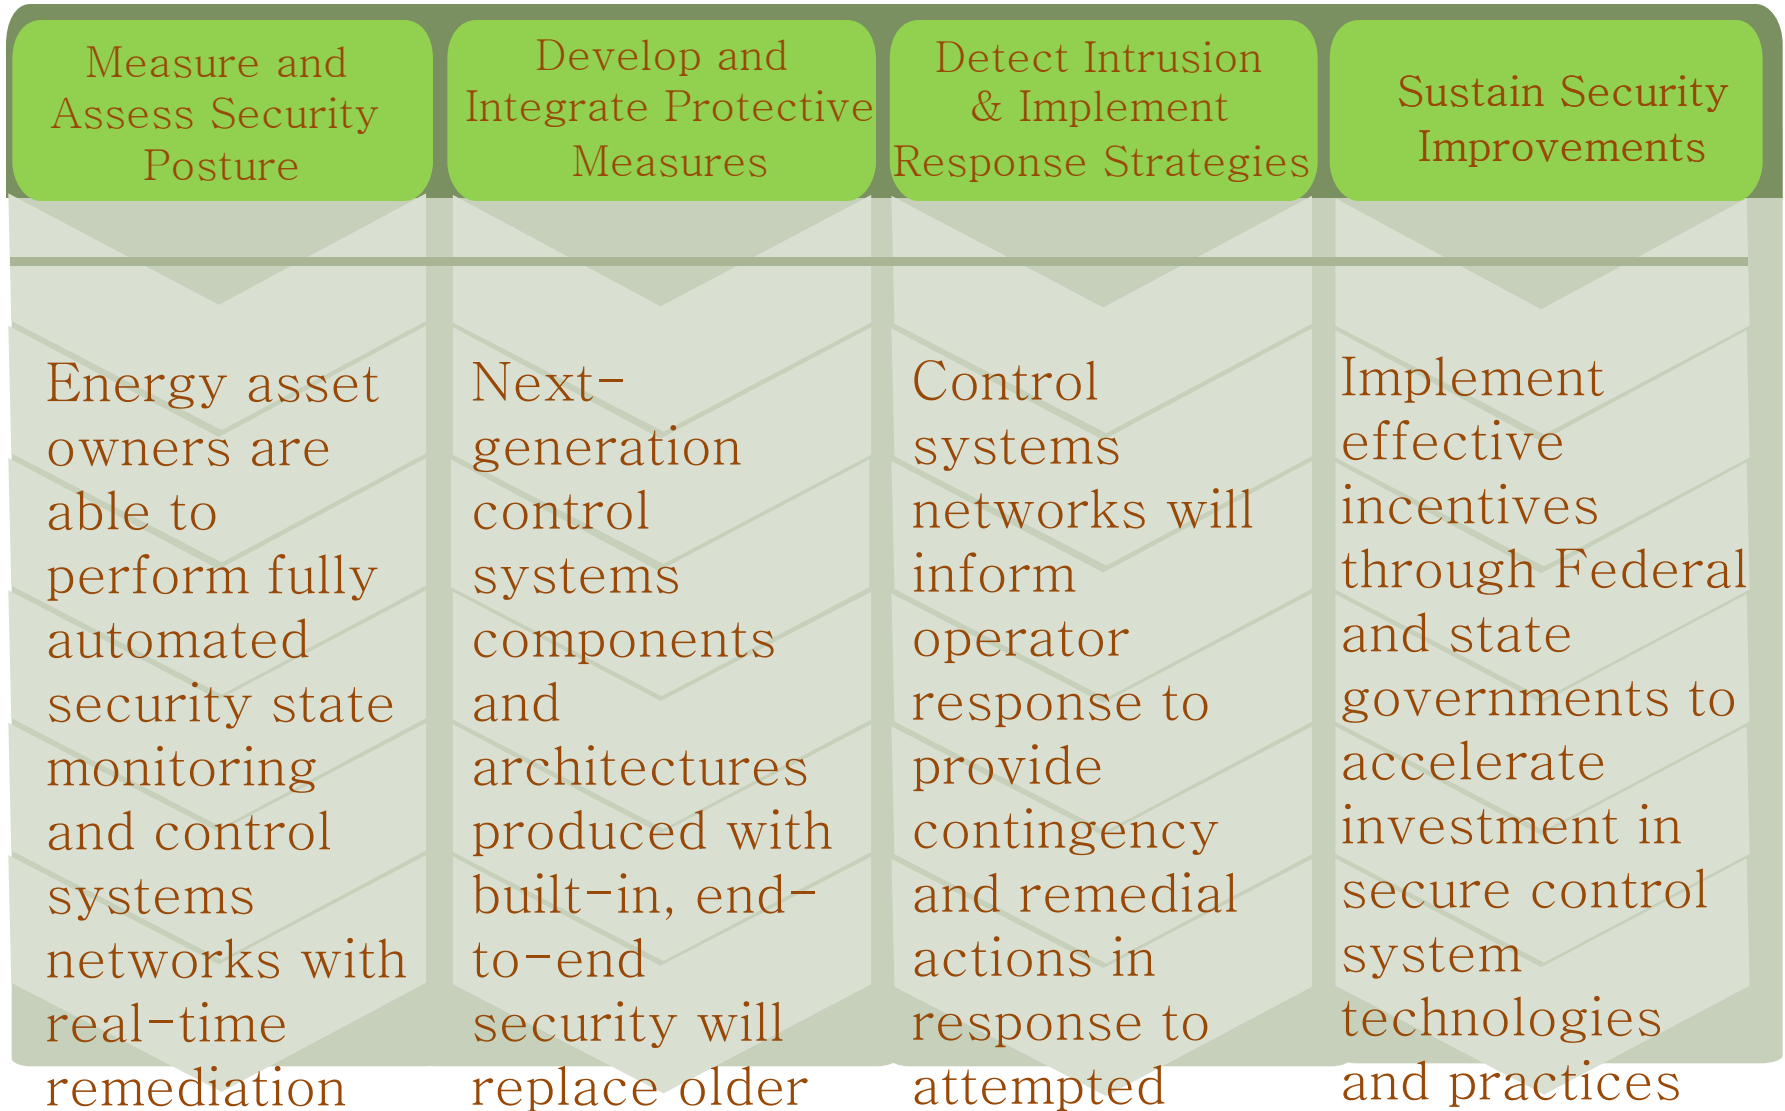 Measure and
Assess Security
Posture
Develop and
Integrate Protective
Measures
Detect Intrusion
& Implement
Response Strategies
Sustain Security
Improvements
Energy asset
owners are
able to
perform fully
automated
security state
monitoring
and control
systems
networks with
real-time
remediation
Next-
generation
control
systems
components
and
architectures
produced with
built-in, end-
to-end
security will
replace older
Control
systems
networks will
inform
operator
response to
provide
contingency
and remedial
actions in
response to
attempted
Implement
effective
incentives
through Federal
and state
governments to
accelerate
investment in
secure control
system
technologies
and practices